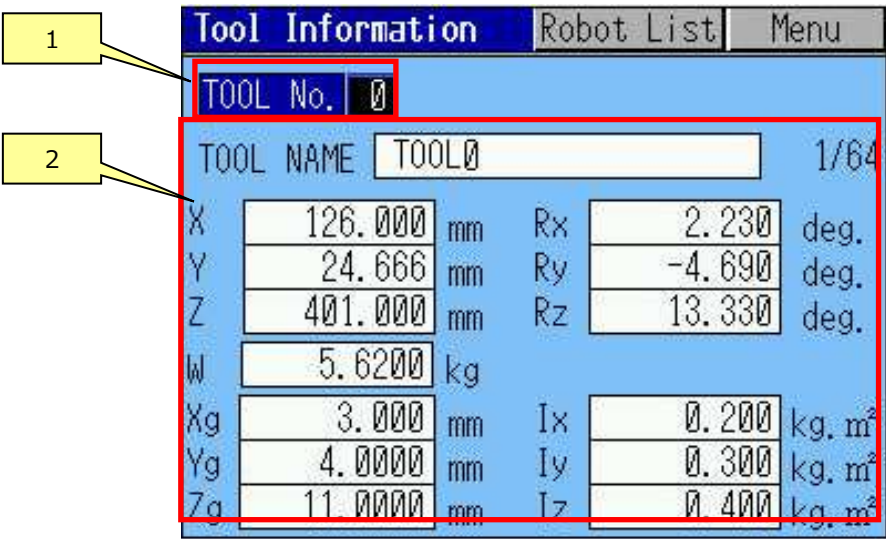 1
Tool Information Robot List Menu
TOOL No. 0
2
TOOL NAME TOOL0 1/64
X 126.000 mm Rx 2.230 deg.
Y 24.666 mm Ry -4.690 deg.
Z 401.000 mm Rz 13.330 deg.
W 5.6200 kg
Xg 3.000 mm Ix 0.200 kg.m²
Yg 4.0000 mm Iy 0.300 kg.m²
Zg 11.0000 mm Iz 0.400 kg.m²